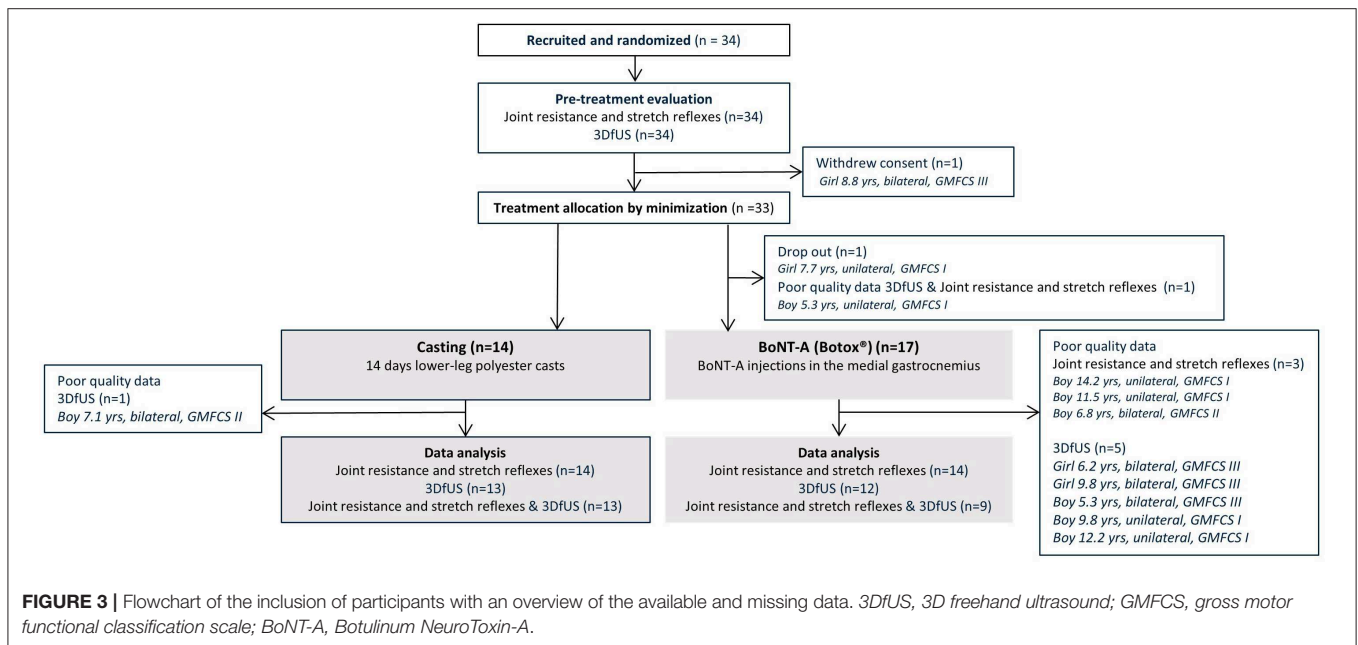 Recruited and randomized (n = 34)
Pre-treatment evaluation
Joint resistance and stretch reflexes (n=34)
3DfUS (n=34)
Withdrew consent (n=1)
Girl 8.8 yrs, bilateral, GMFCS III
Treatment allocation by minimization (n =33)
Drop out (n=1)
Girl 7.7 yrs, unilateral, GMFCS I
Poor quality data 3DfUS & Joint resistance and stretch reflexes (n=1)
Boy 5.3 yrs, unilateral, GMFCS I
Casting (n=14)
14 days lower-leg polyester casts
BoNT-A (Botox®) (n=17)
BoNT-A injections in the medial gastrocnemius
Poor quality data
3DfUS (n=1)
Boy 7.1 yrs, bilateral, GMFCS II
Poor quality data
Joint resistance and stretch reflexes (n=3)
Boy 14.2 yrs, unilateral, GMFCS I
Boy 11.5 yrs, unilateral, GMFCS I
Boy 6.8 yrs, bilateral, GMFCS II
3DfUS (n=5)
Girl 6.2 yrs, bilateral, GMFCS III
Girl 9.8 yrs, bilateral, GMFCS III
Boy 5.3 yrs, bilateral, GMFCS III
Boy 9.8 yrs, unilateral, GMFCS I
Boy 12.2 yrs, unilateral, GMFCS I
Data analysis
Joint resistance and stretch reflexes (n=14)
3DfUS (n=13)
Joint resistance and stretch reflexes & 3DfUS (n=13)
Data analysis
Joint resistance and stretch reflexes (n=14)
3DfUS (n=12)
Joint resistance and stretch reflexes & 3DfUS (n=9)
FIGURE 3 | Flowchart of the inclusion of participants with an overview of the available and missing data. 3DfUS, 3D freehand ultrasound; GMFCS, gross motor
functional classification scale; BoNT-A, Botulinum NeuroToxin-A.